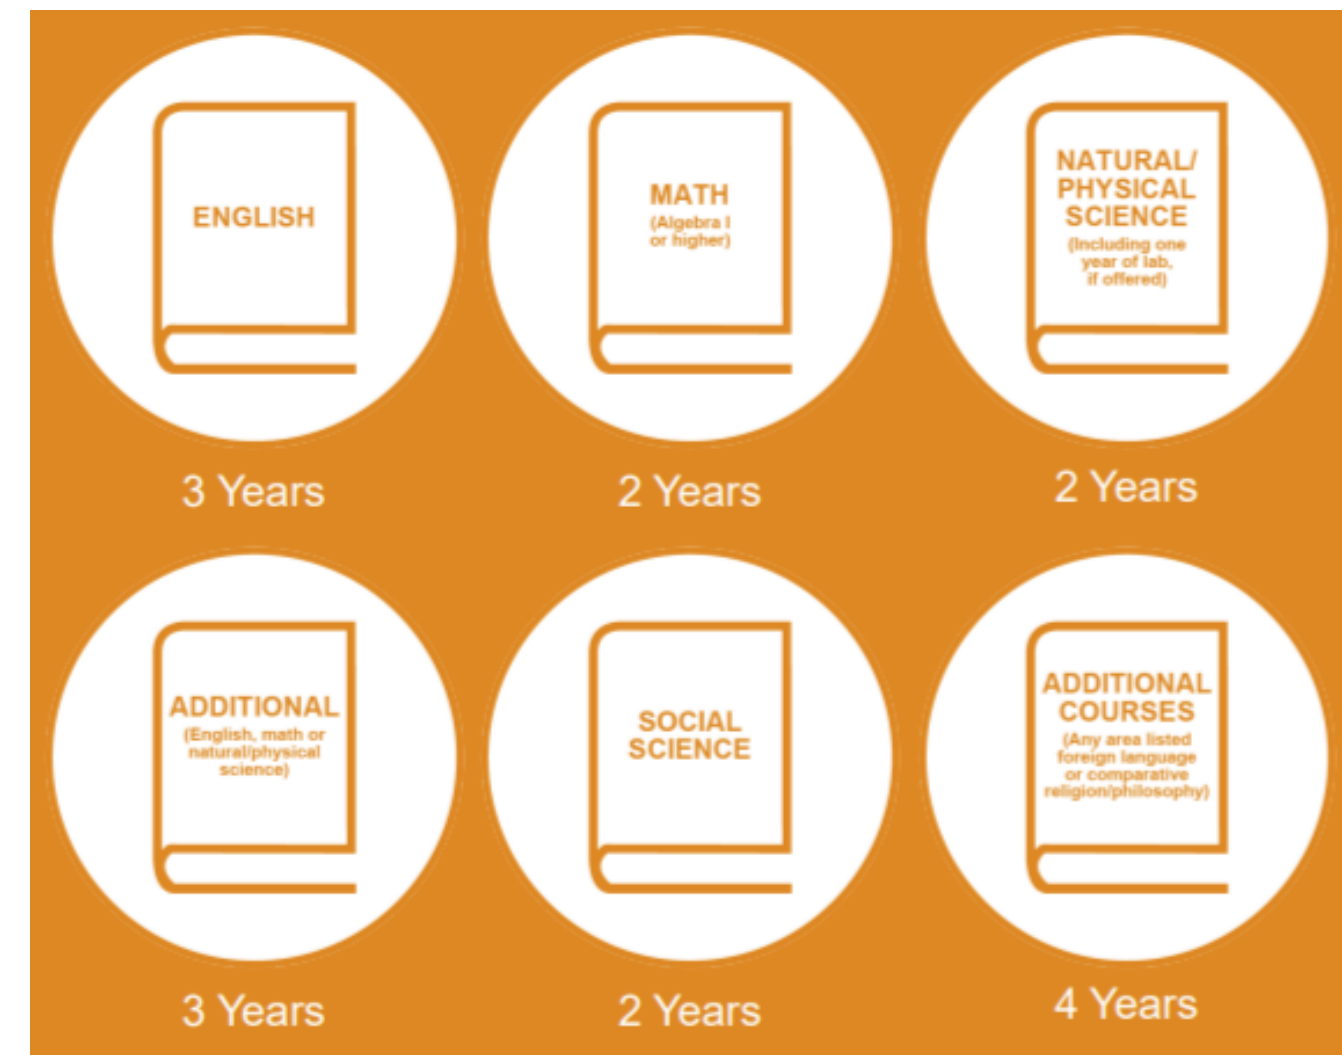 ENGLISH
MATH
(Algebra I
or higher)
NATURAL/
PHYSICAL
SCIENCE
(Including one
year of lab,
if offered)
3 Years
2 Years
2 Years
ADDITIONAL
(English, math or
natural/physical
science)
SOCIAL
SCIENCE
ADDITIONAL
COURSES
(Any area listed
foreign language
or comparative
religion/philosophy)
3 Years
2 Years
4 Years